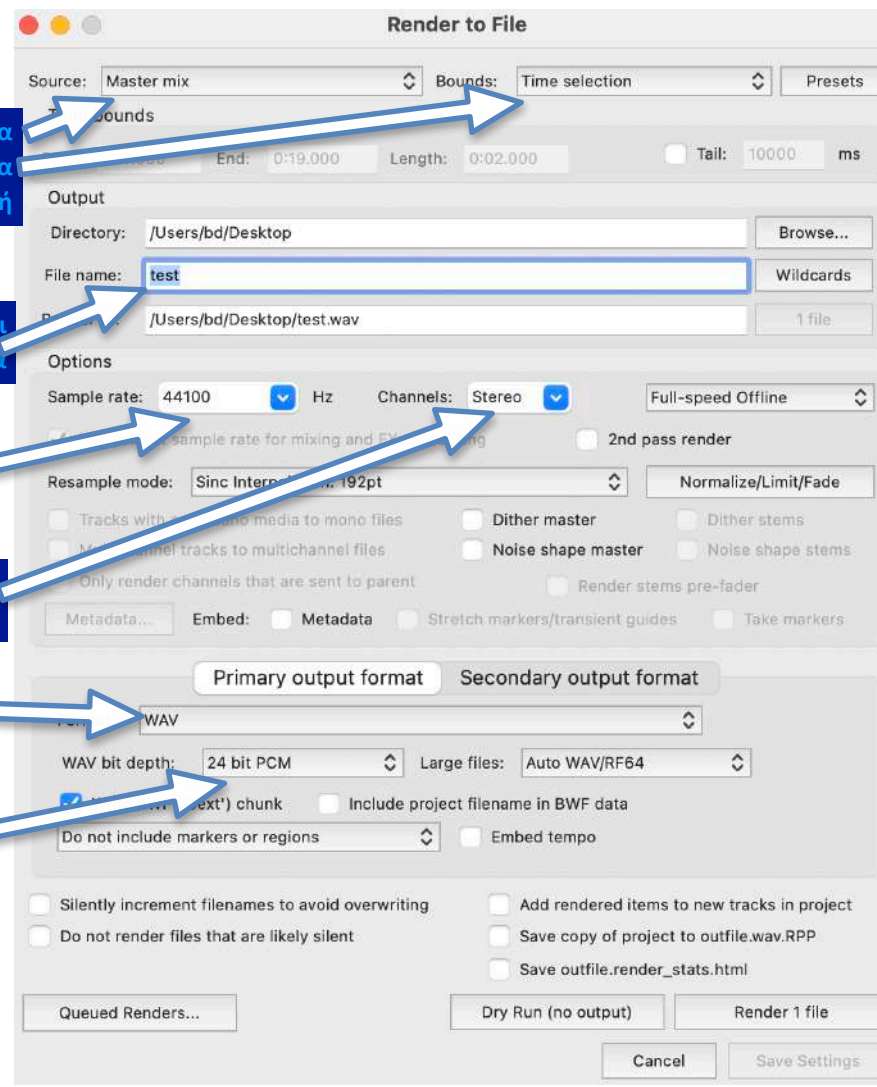 Render to File
Source: Master mix Bounds: Time selection Presets
bounds
End: 0:19.000 Length: 0:02.000 Tail: 10000 ms
Output
Directory: /Users/bd/Desktop Browse...
File name: test Wildcards
/Users/bd/Desktop/test.wav 1 file
Options
Sample rate: 44100 Hz Channels: Stereo Full-speed Offline
sample rate for mixing and 2nd pass render
Resample mode: Sinc 192pt Normalize/Limit/Fade
Tracks with media to mono files Dither master Dither stems
tracks to multichannel files Noise shape master Noise shape stems
Only render channels that are sent to parent Render stems pre-fader
Metadata... Embed: Metadata Stretch markers/transient guides Take markers
Primary output format Secondary output format
WAV
WAV bit depth: 24 bit PCM Large files: Auto WAV/RF64
chunk Include project filename in BWF data
Do not include markers or regions Embed tempo
Silently increment filenames to avoid overwriting Add rendered items to new tracks in project
Do not render files that are likely silent Save copy of project to outfile.wav.RPP
Save outfile.render_stats.html
Queued Renders... Dry Run (no output) Render 1 file
Cancel Save Settings